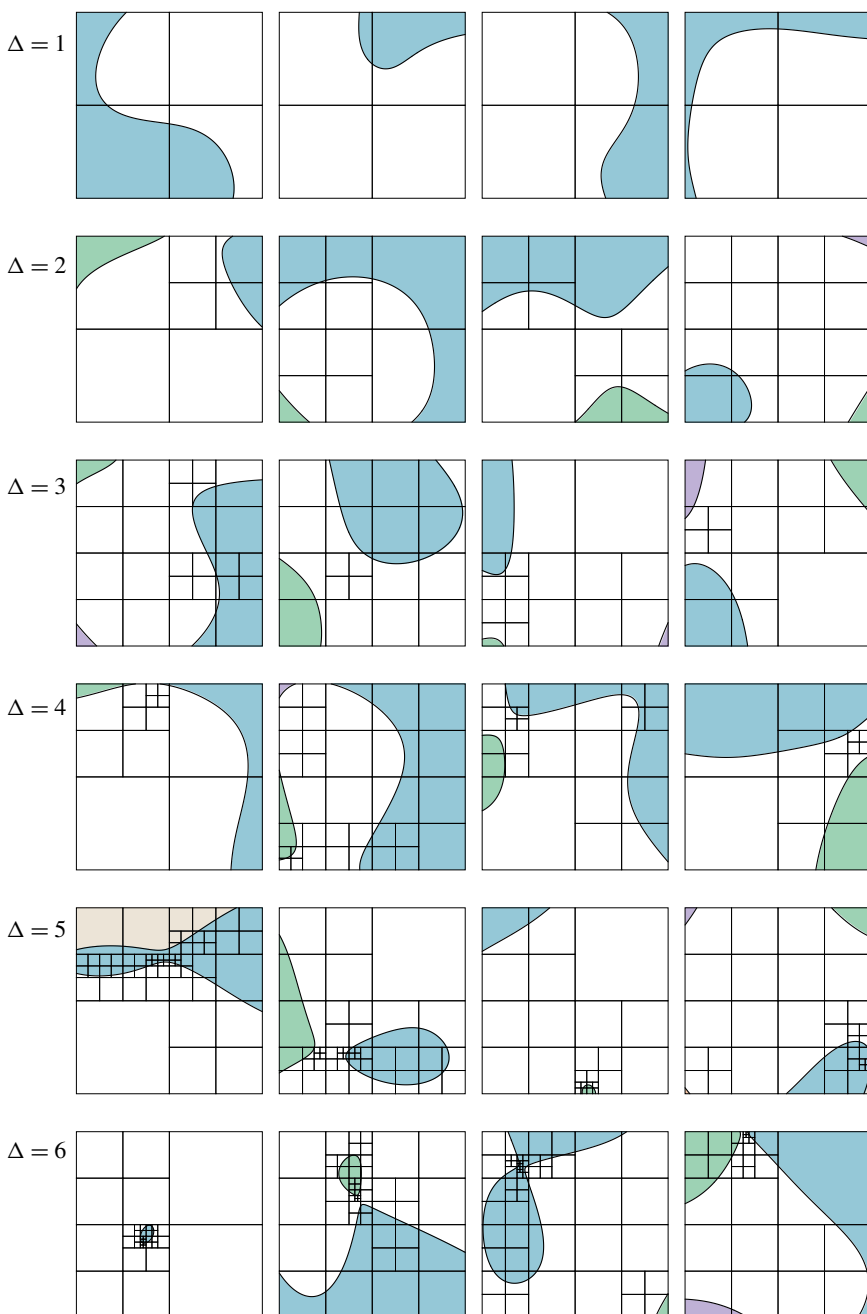 Δ = 1
Δ = 2
Δ = 3
Δ = 4
Δ = 5
Δ = 6